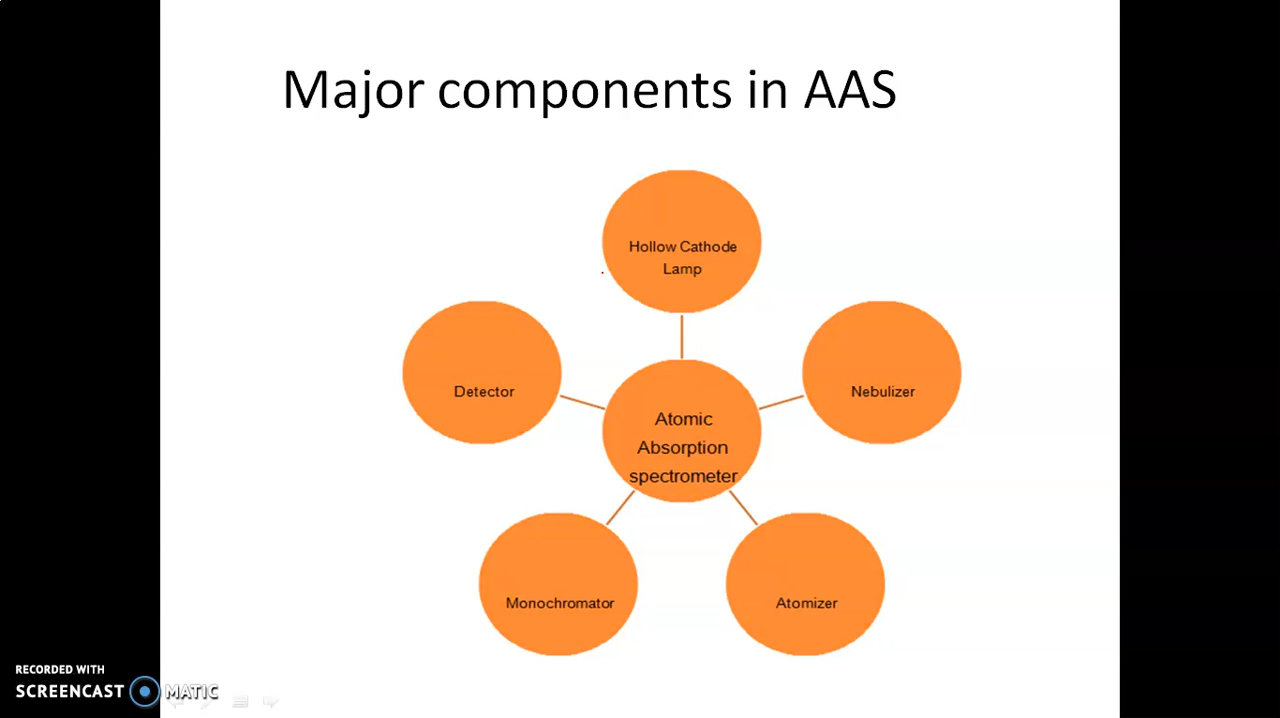 Major components in AAS
Hollow Cathode
Lamp
Detector
Nebulizer
Atomic
Absorption
spectrometer
Monochromator
Atomizer
RECORDED WITH
SCREENCAST MATIC